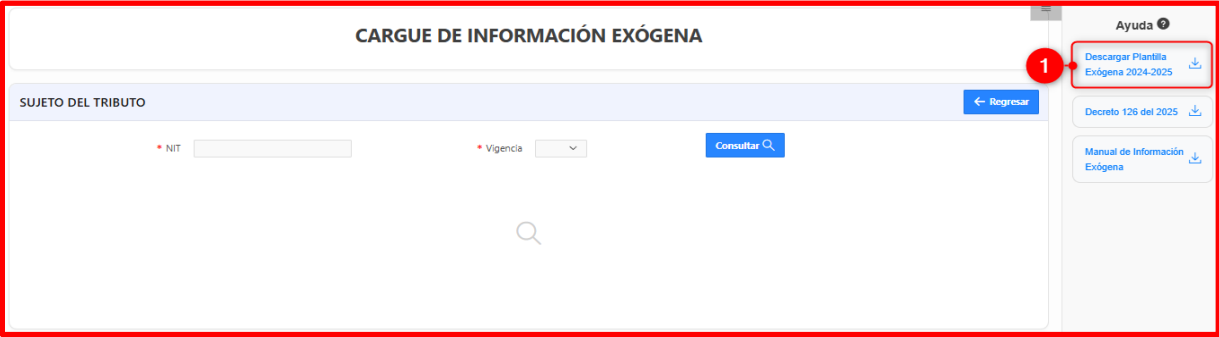 CARGUE DE INFORMACIÓN EXÓGENA
SUJETO DEL TRIBUTO
← Regresar
* NIT
* Vigencia
Consultar
Ayuda ?
1
Descargar Plantilla
Exógena 2024-2025
Decreto 126 del 2025
Manual de Información
Exógena